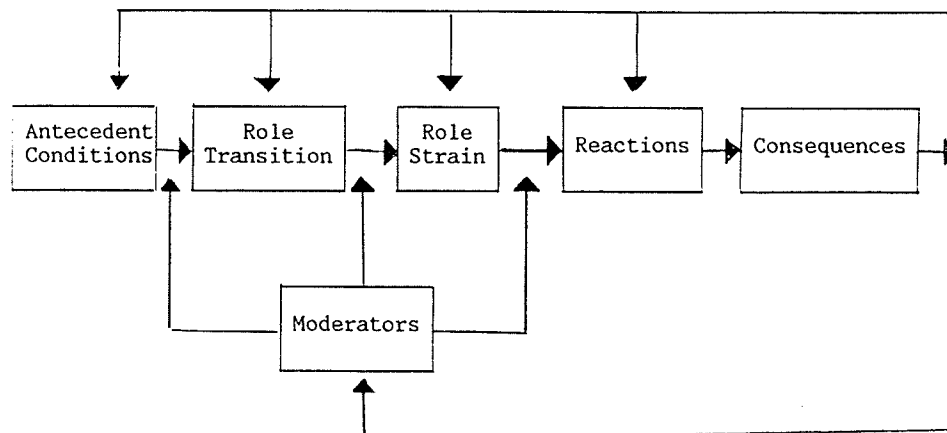 Antecedent
Conditions
Role
Transition
Role
Strain
Reactions
Consequences
Moderators